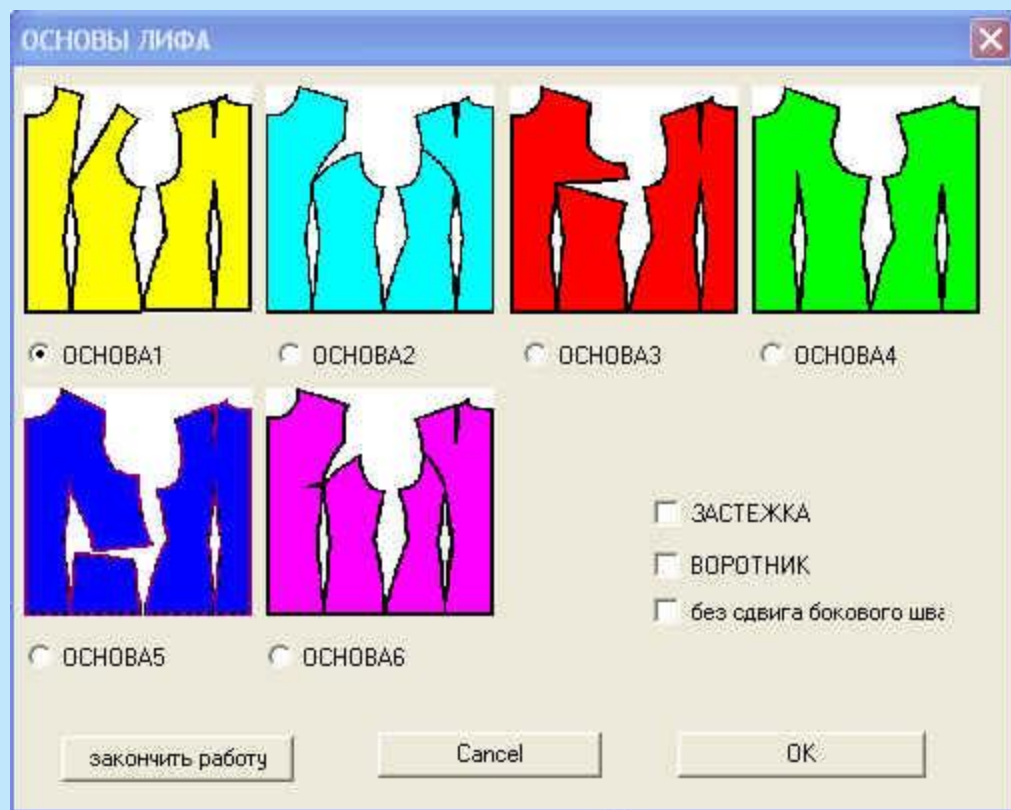 ОСНОВЫ ЛИФА
ОСНОВА1
ОСНОВА2
ОСНОВА3
ОСНОВА4
ОСНОВА5
ОСНОВА6
ЗАСТЕЖКА
ВОРОТНИК
без сдвига бокового шва
закончить работу
Cancel
OK